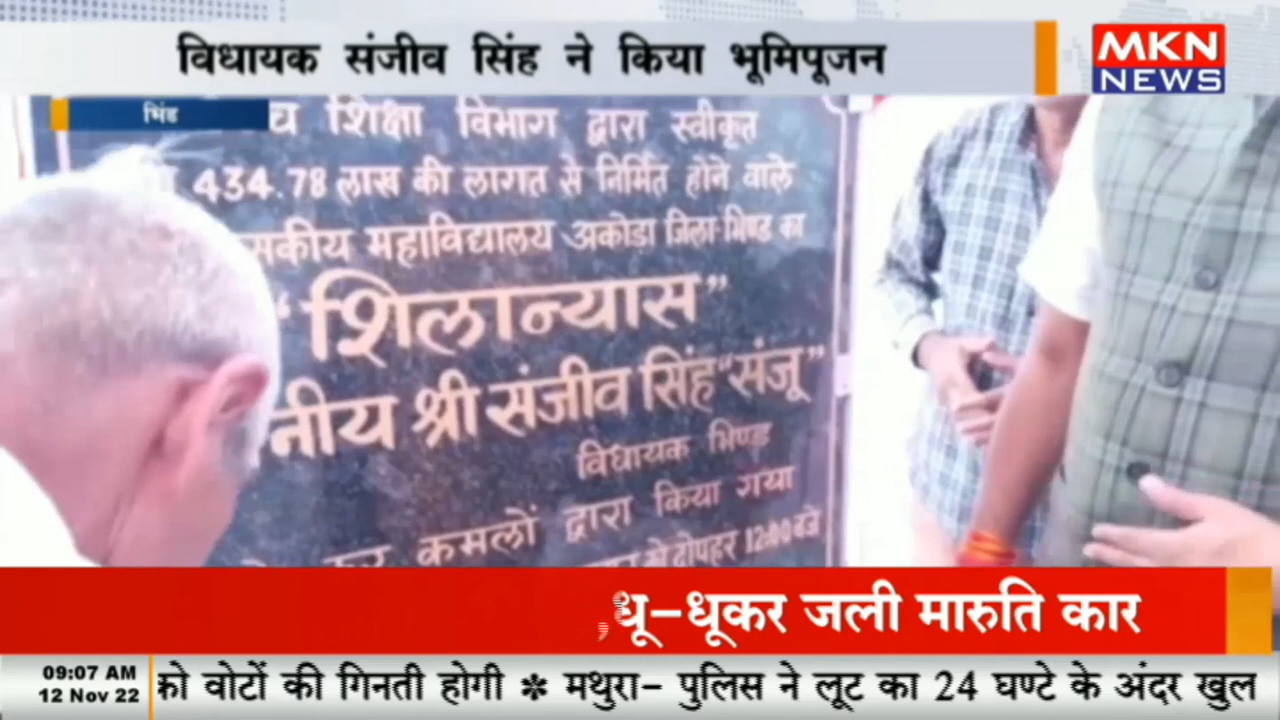 विधायक संजीव सिंह ने किया भूमिपूजन
MKN
NEWS
भिंड
शिक्षा विभाग द्वारा स्वीकृत
434.78 लाख की लागत से निर्मित होने वाले
सकीय महाविद्यालय अकोडा जिला-भिण्ड का
“शिलान्यास”
नीय श्री संजीव सिंह “संजू”
विधायक भिण्ड
कमलों द्वारा किया गया
दोपहर 12:00 बजे
धू-धूकर जली मारुति कार
09:07 AM
12 Nov 22
को वोटों की गिनती होगी * मथुरा- पुलिस ने लूट का 24 घण्टे के अंदर खुल